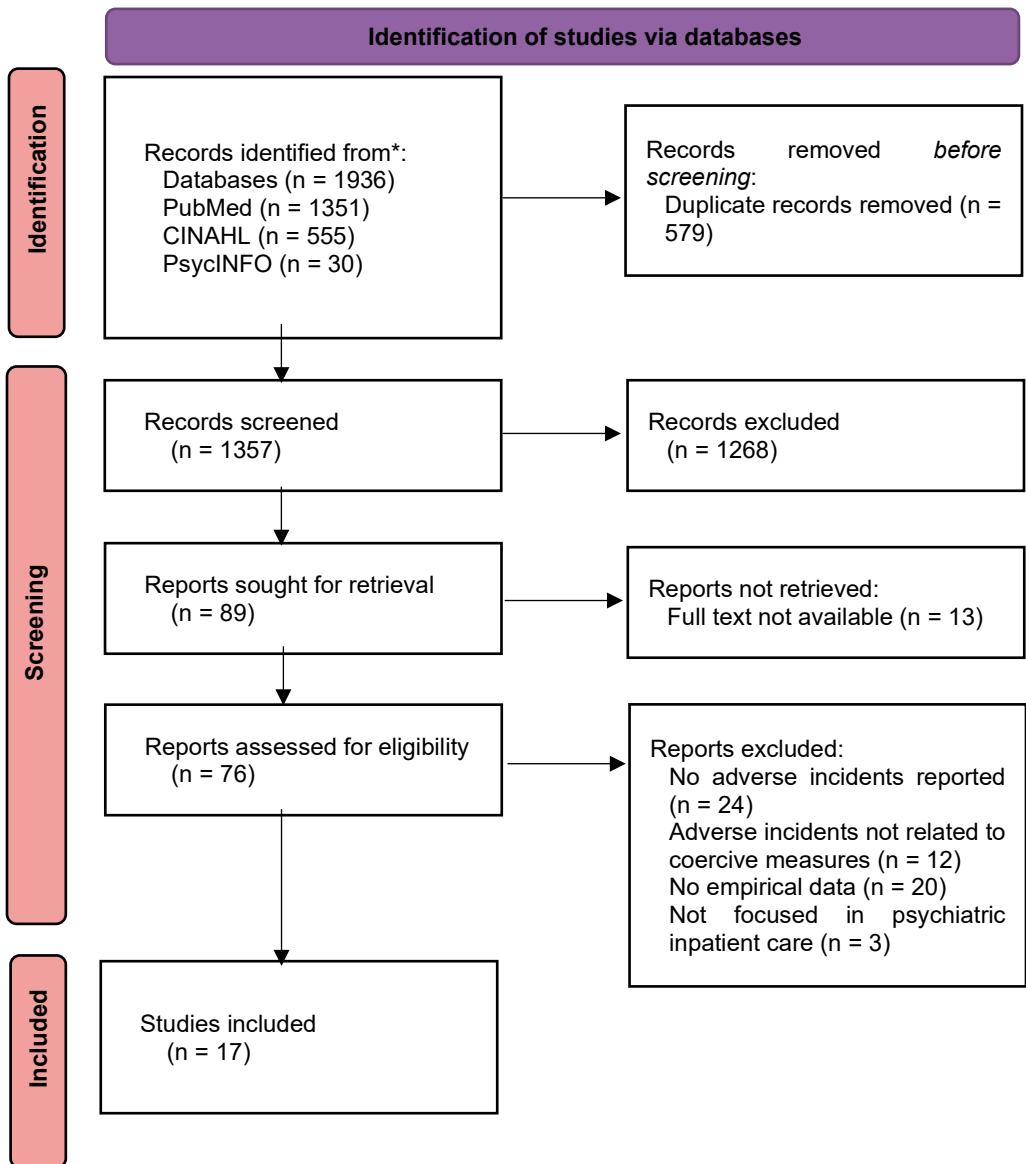 Identification of studies via databases
Identification
Records identified from*:
Databases (n = 1936)
PubMed (n = 1351)
CINAHL (n = 555)
PsycINFO (n = 30)
Records removed before
screening:
Duplicate records removed (n =
579)
Screening
Records screened
(n = 1357)
Records excluded
(n = 1268)
Reports sought for retrieval
(n = 89)
Reports not retrieved:
Full text not available (n = 13)
Reports assessed for eligibility
(n = 76)
Reports excluded:
No adverse incidents reported
(n = 24)
Adverse incidents not related to
coercive measures (n = 12)
No empirical data (n = 20)
Not focused in psychiatric
inpatient care (n = 3)
Included
Studies included
(n = 17)